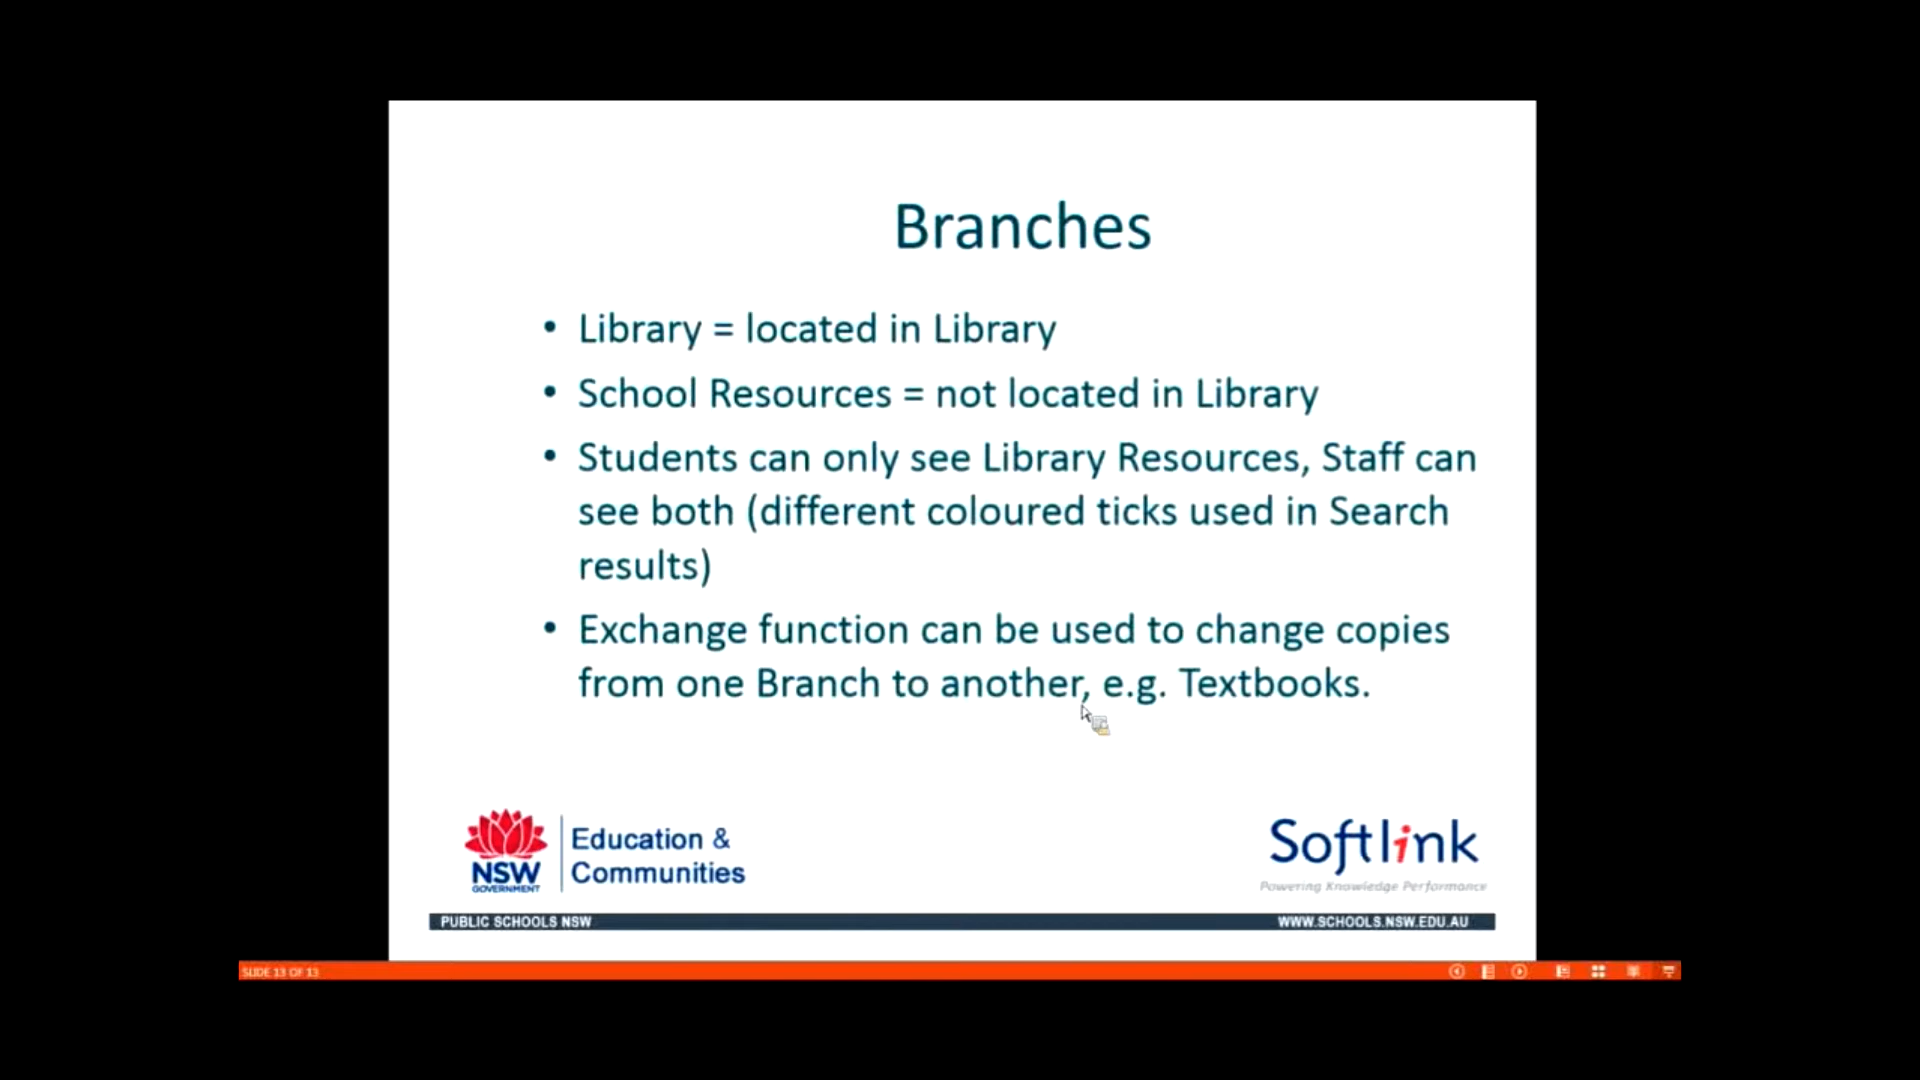 Branches
• Library = located in Library
• School Resources = not located in Library
• Students can only see Library Resources, Staff can
see both (different coloured ticks used in Search
results)
• Exchange function can be used to change copies
from one Branch to another, e.g. Textbooks.
NSW
GOVERNMENT
Education &
Communities
Softlink
Powering Knowledge Performance
PUBLIC SCHOOLS NSW
WWW.SCHOOLS.NSW.EDU.AU
SLIDE 13 OF 13